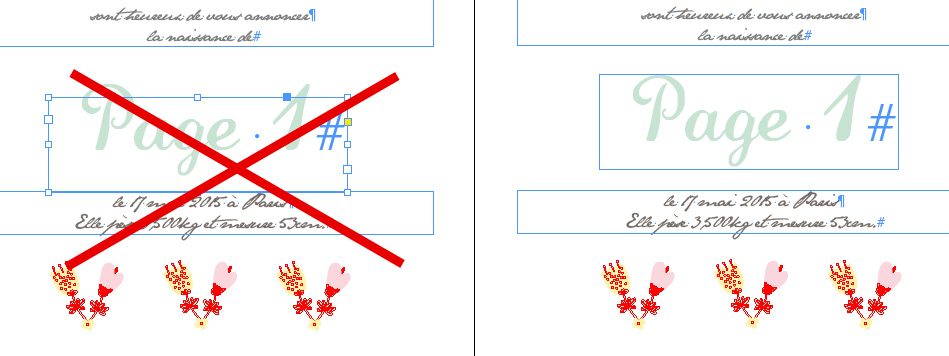 sont heureux de vous annoncer¶
la naissance de#
Page 1#
le 17 mai 2015 à Paris¶
Elle pèse 3,500kg et mesure 53cm.#
sont heureux de vous annoncer¶
la naissance de#
Page 1#
le 17 mai 2015 à Paris¶
Elle pèse 3,500kg et mesure 53cm.#